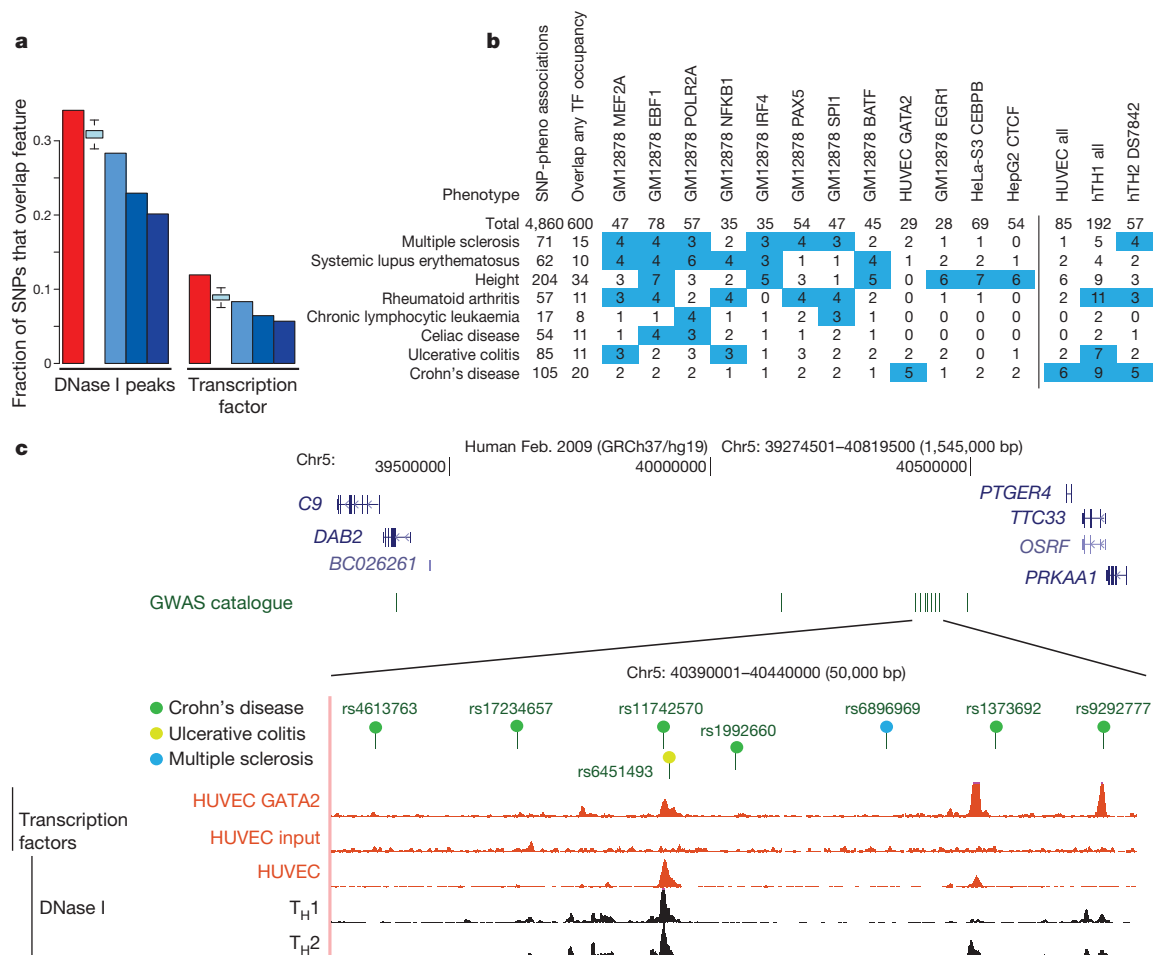 a
Fraction of SNPs that overlap feature
0.3
0.2
0.1
0
DNase I peaks
Transcription factor
b
Phenotype SNP-pheno associations Overlap any TF occupancy GM12878 MEF2A GM12878 EBF1 GM12878 POLR2A GM12878 NFKB1 GM12878 IRF4 GM12878 PAX5 GM12878 SPI1 GM12878 BATF HUVEC GATA2 GM12878 EGR1 HeLa-S3 CEBPB HepG2 CTCF HUVEC all hTH1 all hTH2 DS7842
Total 4,860 600 47 78 57 35 35 54 47 45 29 28 69 54 85 192 57
Multiple sclerosis 71 15 4 4 3 2 3 4 3 2 2 1 1 0 1 5 4
Systemic lupus erythematosus 62 10 4 4 6 4 3 1 1 4 1 2 2 1 2 4 2
Height 204 34 3 7 3 2 5 3 1 5 0 6 7 6 6 9 3
Rheumatoid arthritis 57 11 3 4 2 4 0 4 4 2 0 1 1 0 2 11 3
Chronic lymphocytic leukaemia 17 8 1 1 4 1 1 2 3 1 0 0 0 0 0 2 0
Celiac disease 54 11 1 4 3 2 1 1 2 1 0 0 0 0 1 2 1
Ulcerative colitis 85 11 3 2 3 3 1 3 2 2 2 2 0 1 2 7 2
Crohn's disease 105 20 2 2 2 1 1 2 2 1 5 1 2 2 6 9 5
c
Human Feb. 2009 (GRCh37/hg19) Chr5: 39274501–40819500 (1,545,000 bp)
Chr5: 39500000 40000000 40500000
C9
DAB2
BC026261
PTGER4
TTC33
OSRF
PRKAA1
GWAS catalogue
Chr5: 40390001–40440000 (50,000 bp)
Crohn's disease
Ulcerative colitis
Multiple sclerosis
rs4613763 rs17234657 rs11742570 rs6896969 rs1373692 rs9292777
rs1992660
rs6451493
Transcription factors
HUVEC GATA2
HUVEC input
DNase I
HUVEC
TH1
TH2